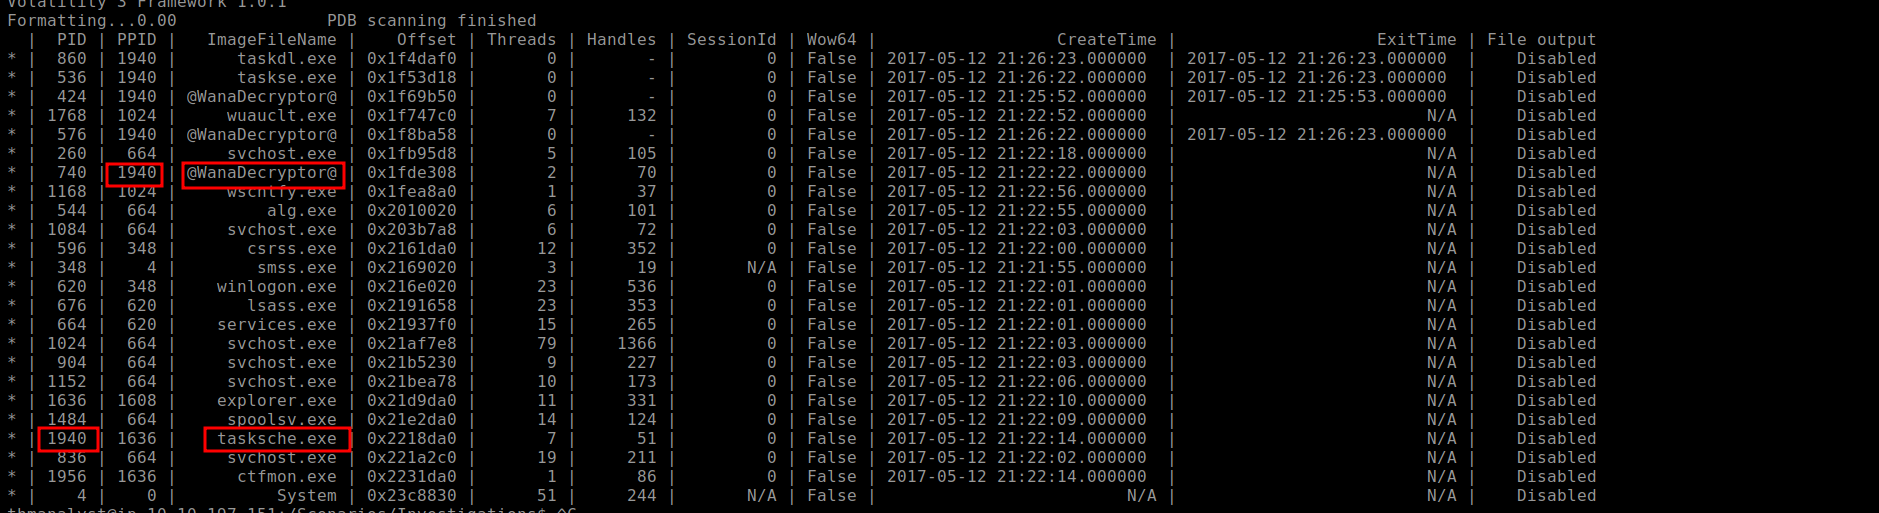 Volatility 3 Framework 1.0.1
Formatting...0.00 PDB scanning finished
| PID | PPID | ImageFileName | Offset | Threads | Handles | SessionId | Wow64 | CreateTime | ExitTime | File output
* | 860 | 1940 | taskdl.exe | 0x1f4daf0 | 0 | - | 0 | False | 2017-05-12 21:26:23.000000 | 2017-05-12 21:26:23.000000 | Disabled
* | 536 | 1940 | taskse.exe | 0x1f53d18 | 0 | - | 0 | False | 2017-05-12 21:26:22.000000 | 2017-05-12 21:26:23.000000 | Disabled
* | 424 | 1940 | @WanaDecryptor@ | 0x1f69b50 | 0 | - | 0 | False | 2017-05-12 21:25:52.000000 | 2017-05-12 21:25:53.000000 | Disabled
* | 1768 | 1024 | wuauclt.exe | 0x1f747c0 | 7 | 132 | 0 | False | 2017-05-12 21:22:52.000000 | N/A | Disabled
* | 576 | 1940 | @WanaDecryptor@ | 0x1f8ba58 | 0 | - | 0 | False | 2017-05-12 21:26:22.000000 | 2017-05-12 21:26:23.000000 | Disabled
* | 260 | 664 | svchost.exe | 0x1fb95d8 | 5 | 105 | 0 | False | 2017-05-12 21:22:18.000000 | N/A | Disabled
* | 740 | 1940 | @WanaDecryptor@ | 0x1fde308 | 2 | 70 | 0 | False | 2017-05-12 21:22:22.000000 | N/A | Disabled
* | 1168 | 1024 | wscntfy.exe | 0x1fea8a0 | 1 | 37 | 0 | False | 2017-05-12 21:22:56.000000 | N/A | Disabled
* | 544 | 664 | alg.exe | 0x2010020 | 6 | 101 | 0 | False | 2017-05-12 21:22:55.000000 | N/A | Disabled
* | 1084 | 664 | svchost.exe | 0x203b7a8 | 6 | 72 | 0 | False | 2017-05-12 21:22:03.000000 | N/A | Disabled
* | 596 | 348 | csrss.exe | 0x2161da0 | 12 | 352 | 0 | False | 2017-05-12 21:22:00.000000 | N/A | Disabled
* | 348 | 4 | smss.exe | 0x2169020 | 3 | 19 | N/A | False | 2017-05-12 21:21:55.000000 | N/A | Disabled
* | 620 | 348 | winlogon.exe | 0x216e020 | 23 | 536 | 0 | False | 2017-05-12 21:22:01.000000 | N/A | Disabled
* | 676 | 620 | lsass.exe | 0x2191658 | 23 | 353 | 0 | False | 2017-05-12 21:22:01.000000 | N/A | Disabled
* | 664 | 620 | services.exe | 0x21937f0 | 15 | 265 | 0 | False | 2017-05-12 21:22:01.000000 | N/A | Disabled
* | 1024 | 664 | svchost.exe | 0x21af7e8 | 79 | 1366 | 0 | False | 2017-05-12 21:22:03.000000 | N/A | Disabled
* | 904 | 664 | svchost.exe | 0x21b5230 | 9 | 227 | 0 | False | 2017-05-12 21:22:03.000000 | N/A | Disabled
* | 1152 | 664 | svchost.exe | 0x21bea78 | 10 | 173 | 0 | False | 2017-05-12 21:22:06.000000 | N/A | Disabled
* | 1636 | 1608 | explorer.exe | 0x21d9da0 | 11 | 331 | 0 | False | 2017-05-12 21:22:10.000000 | N/A | Disabled
* | 1484 | 664 | spoolsv.exe | 0x21e2da0 | 14 | 124 | 0 | False | 2017-05-12 21:22:09.000000 | N/A | Disabled
* | 1940 | 1636 | tasksche.exe | 0x2218da0 | 7 | 51 | 0 | False | 2017-05-12 21:22:14.000000 | N/A | Disabled
* | 836 | 664 | svchost.exe | 0x221a2c0 | 19 | 211 | 0 | False | 2017-05-12 21:22:02.000000 | N/A | Disabled
* | 1956 | 1636 | ctfmon.exe | 0x2231da0 | 1 | 86 | 0 | False | 2017-05-12 21:22:14.000000 | N/A | Disabled
* | 4 | 0 | System | 0x23c8830 | 51 | 244 | N/A | False | N/A | N/A | Disabled
thmanalyst@ip-10-10-197-151:/Scenarios/Investigations$ ^C